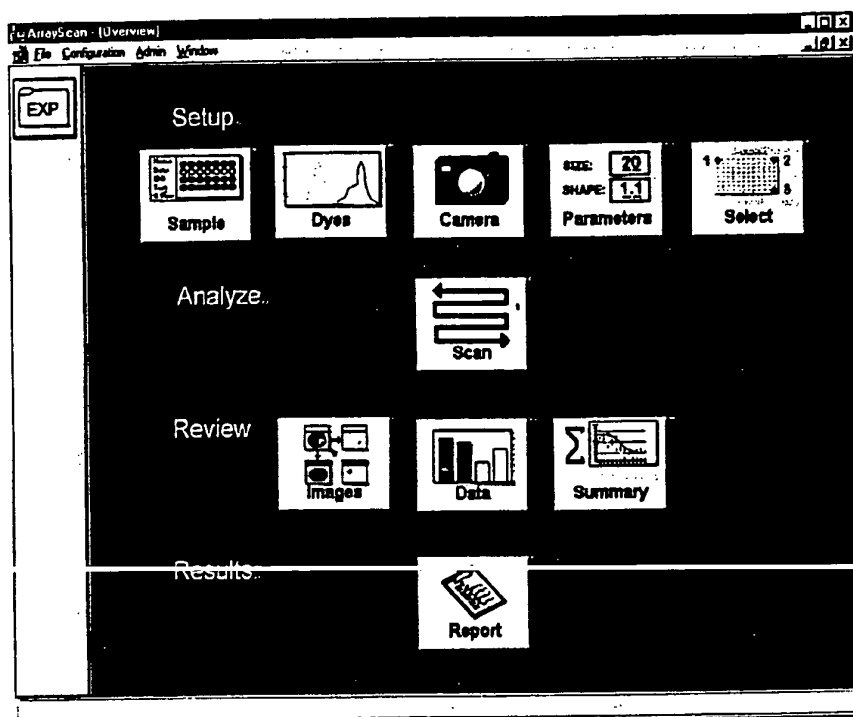 ArrayScan - [Overview]
File Configuration Admin Window
EXP
Setup
SIZE: 20
SHAPE: 1.1
1 2
3
Sample Dyes Camera Parameters Select
Analyze
Scan
Review
Images Data Summary
Results
Report